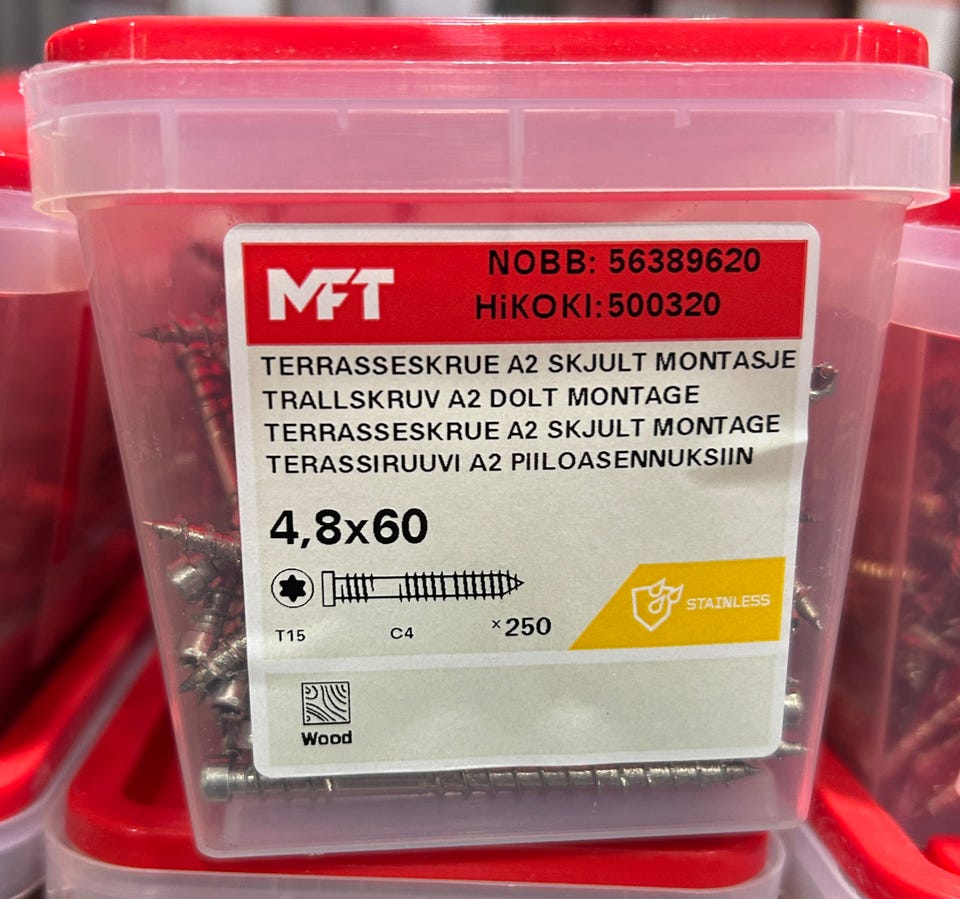 MFT
NOBB: 56389620
HiKOKI:500320
TERRASSESKRUE A2 SKJULT MONTASJE
TRALLSKRUV A2 DOLT MONTAGE
TERRASSESKRUE A2 SKJULT MONTAGE
TERASSIRUUVI A2 PIILOASENNUKSIIN
4,8x60
T15 C4 x250
STAINLESS
Wood